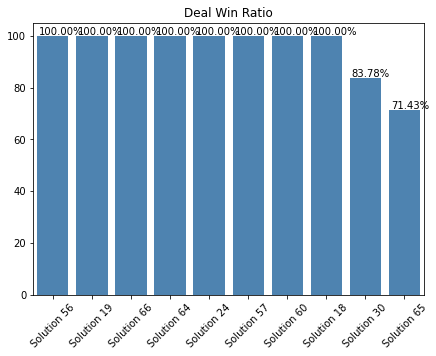 Deal Win Ratio
100.00% 100.00% 100.00% 100.00% 100.00% 100.00% 100.00% 100.00%
83.78%
71.43%
100
80
60
40
20
0
Solution 56
Solution 19
Solution 66
Solution 64
Solution 24
Solution 57
Solution 60
Solution 18
Solution 30
Solution 65